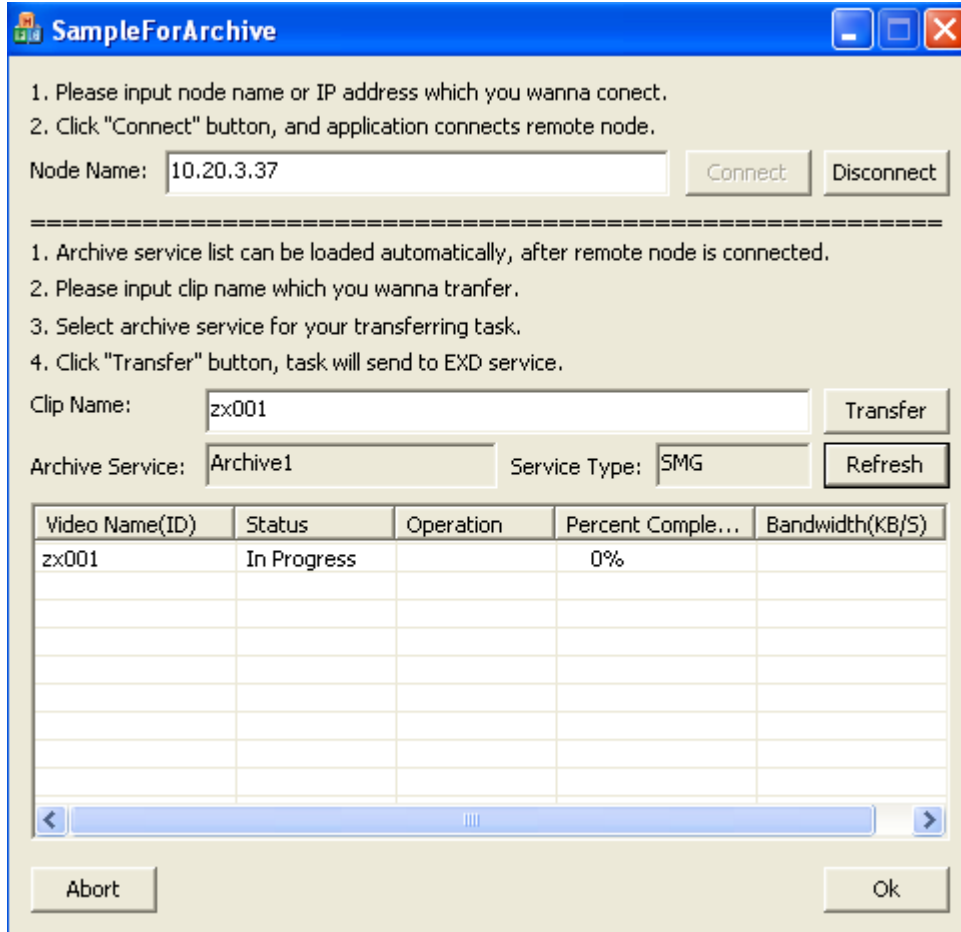 SampleForArchive
1. Please input node name or IP address which you wanna conect.
2. Click "Connect" button, and application connects remote node.
Node Name: 10.20.3.37 Connect Disconnect
=========================================================
1. Archive service list can be loaded automatically, after remote node is connected.
2. Please input clip name which you wanna tranfer.
3. Select archive service for your transferring task.
4. Click "Transfer" button, task will send to EXD service.
Clip Name: zx001 Transfer
Archive Service: Archive1 Service Type: SMG Refresh
Video Name(ID) Status Operation Percent Comple... Bandwidth(KB/S)
zx001 In Progress 0%
Abort Ok